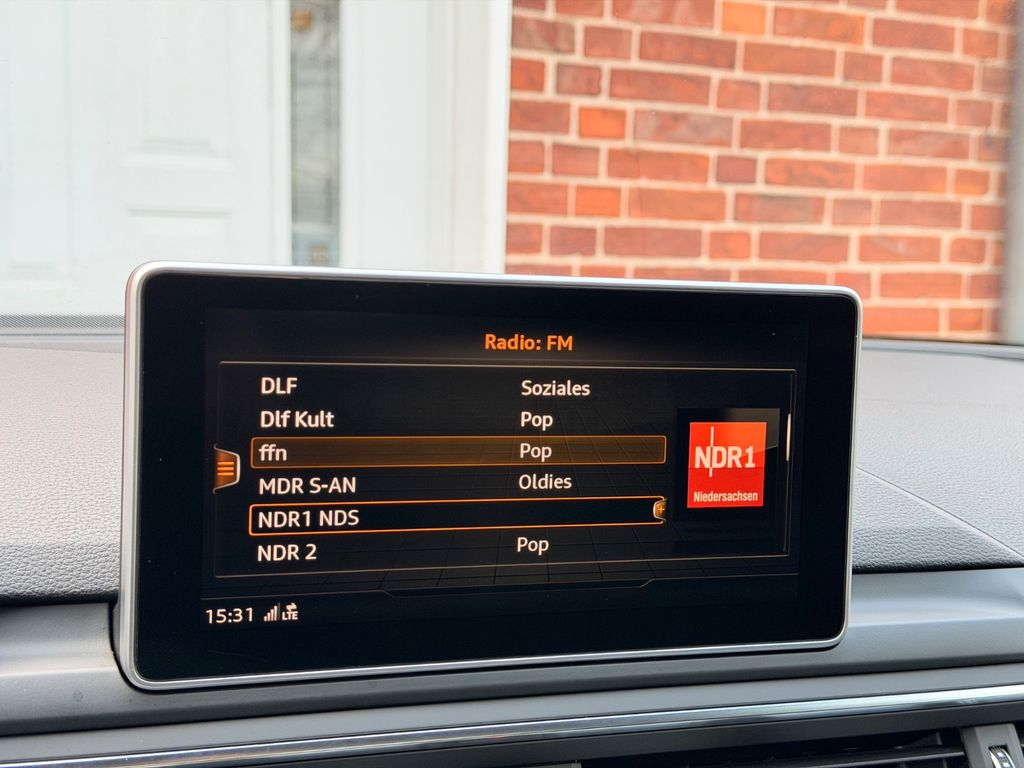 Radio: FM
DLF Soziales
Dlf Kult Pop
ffn Pop
MDR S-AN Oldies
NDR1 NDS
NDR 2 Pop
NDR1
Niedersachsen
15:31 LTE